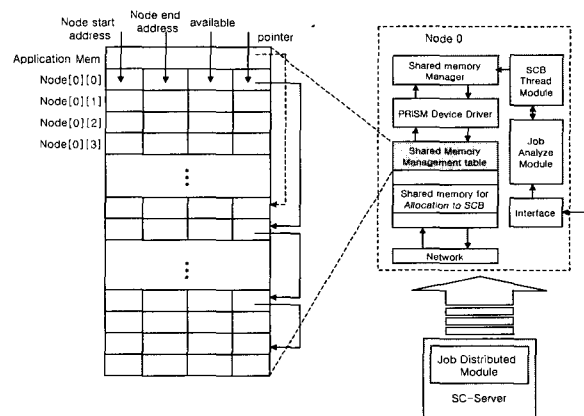 Node start address
Node end address
available
pointer
Application Mem
Node[0][0]
Node[0][1]
Node[0][2]
Node[0][3]
Node 0
Shared memory Manager
SCB Thread Module
PRISM Device Driver
Shared Memory Management table
Job Analyze Module
Shared memory for Allocation to SCB
Interface
Network
Job Distributed Module
SC-Server